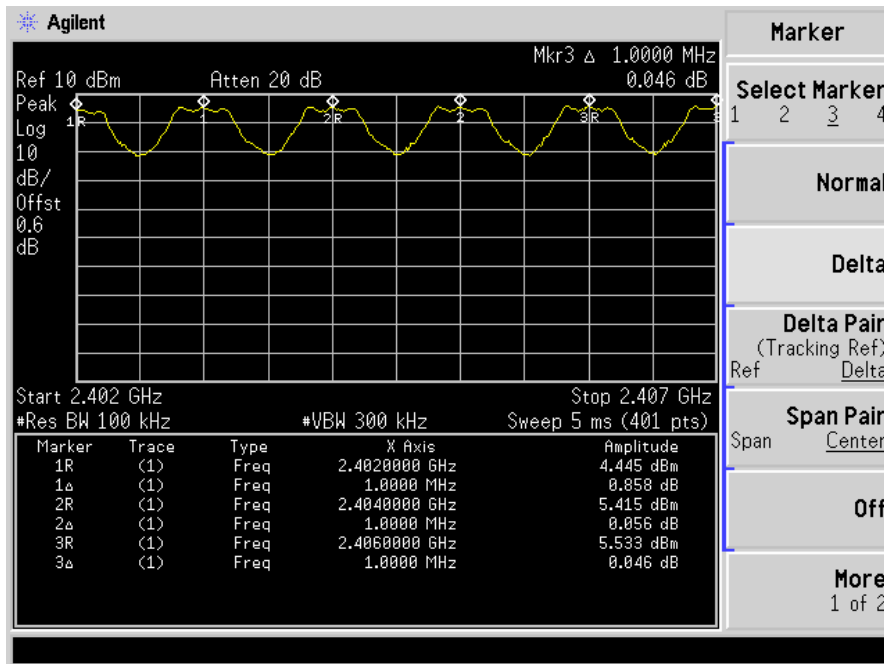 Agilent
Mkr3 Δ 1.0000 MHz
Ref 10 dBm Atten 20 dB 0.046 dB
Peak
Log
10
dB/
Offst
0.6
dB
1R 1 2R 2 3R 3
Start 2.402 GHz Stop 2.407 GHz
#Res BW 100 kHz #VBW 300 kHz Sweep 5 ms (401 pts)
Marker Trace Type X Axis Amplitude
1R (1) Freq 2.4020000 GHz 4.445 dBm
1Δ (1) Freq 1.0000 MHz 0.858 dB
2R (1) Freq 2.4040000 GHz 5.415 dBm
2Δ (1) Freq 1.0000 MHz 0.056 dB
3R (1) Freq 2.4060000 GHz 5.533 dBm
3Δ (1) Freq 1.0000 MHz 0.046 dB
Marker
Select Marker
1 2 3 4
Normal
Delta
Delta Pair
(Tracking Ref)
Ref Delta
Span Pair
Span Center
Off
More
1 of 2